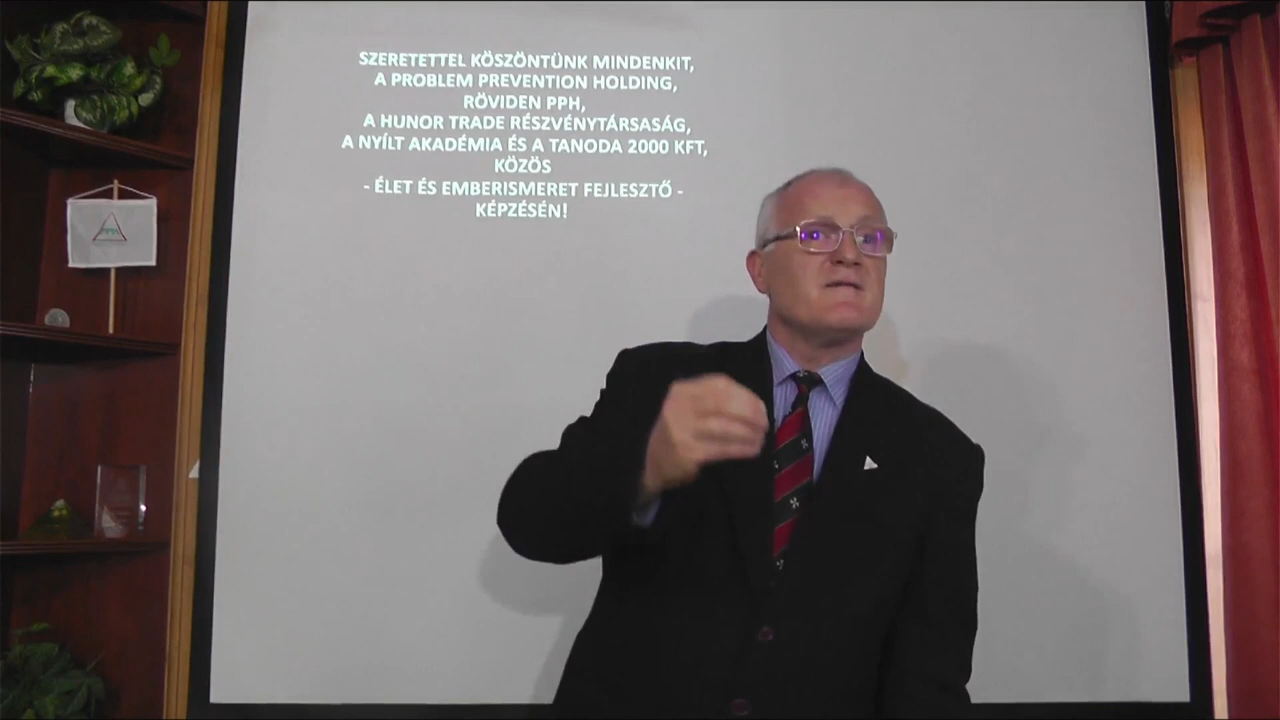 SZERETETTEL KÖSZÖNTÜNK MINDENKIT,
A PROBLEM PREVENTION HOLDING,
RÖVIDEN PPH,
A HUNOR TRADE RÉSZVÉNYTÁRSASÁG,
A NYÍLT AKADÉMIA ÉS A TANODA 2000 KFT,
KÖZÖS
- ÉLET ÉS EMBERISMERET FEJLESZTŐ -
KÉPZÉSÉN!